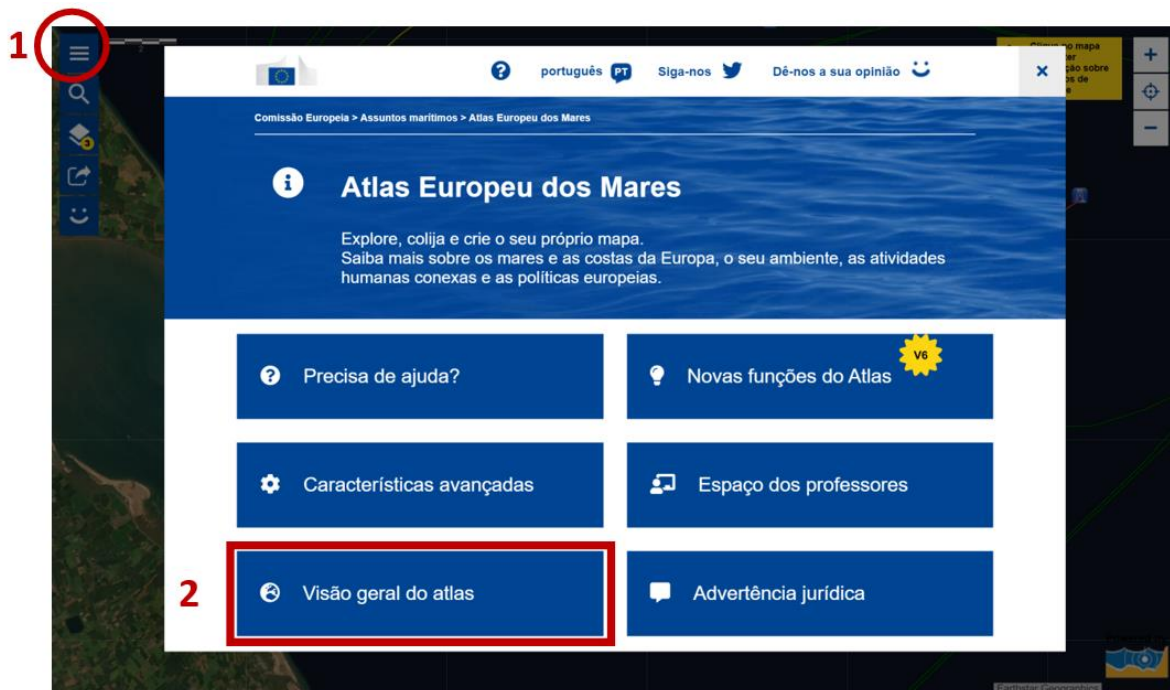 1
3
português PT Siga-nos Dê-nos a sua opinião
Comissão Europeia > Assuntos marítimos > Atlas Europeu dos Mares
Atlas Europeu dos Mares
Explore, colija e crie o seu próprio mapa.
Saiba mais sobre os mares e as costas da Europa, o seu ambiente, as atividades
humanas conexas e as políticas europeias.
Precisa de ajuda?
Novas funções do Atlas
V6
Características avançadas
Espaço dos professores
2
Visão geral do atlas
Advertência jurídica